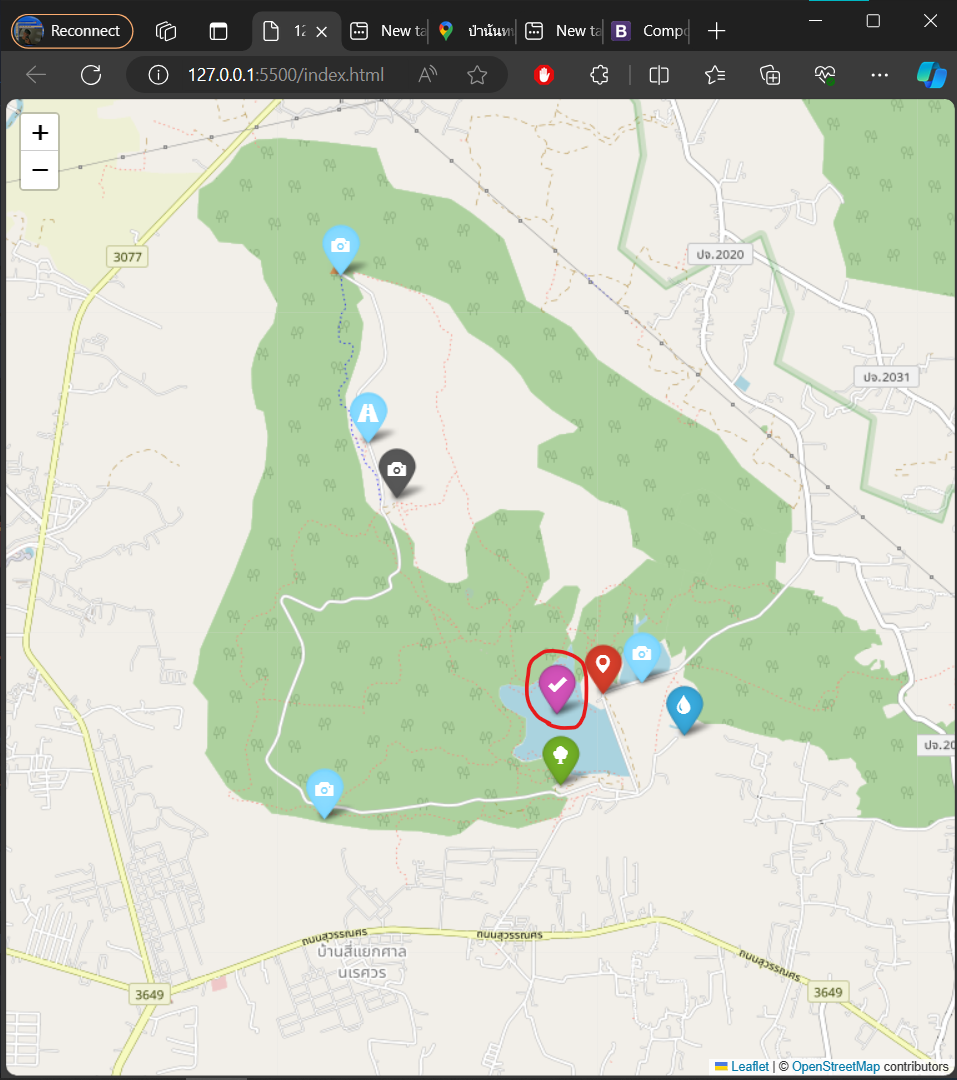 Reconnect
12
New ta
ป่านันท
New ta
Compo
127.0.0.1:5500/index.html
+
−
3077
ปจ.2020
ปจ.2031
ปจ.20
ถนนสุวรรณศร
ถนนสุวรรณศร
ถนนสุวรรณศร
บ้านสี่แยกศาล
นเรศวร
3649
3649
Leaflet | © OpenStreetMap contributors